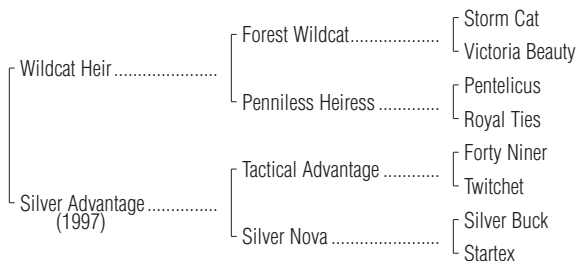 Storm Cat
Forest Wildcat....................
Victoria Beauty
Wildcat Heir.......................
Pentelicus
Penniless Heiress .............
Royal Ties
Forty Niner
Tactical Advantage ............
Twitchet
Silver Advantage...............
(1997)
Silver Buck
Silver Nova........................
Startex